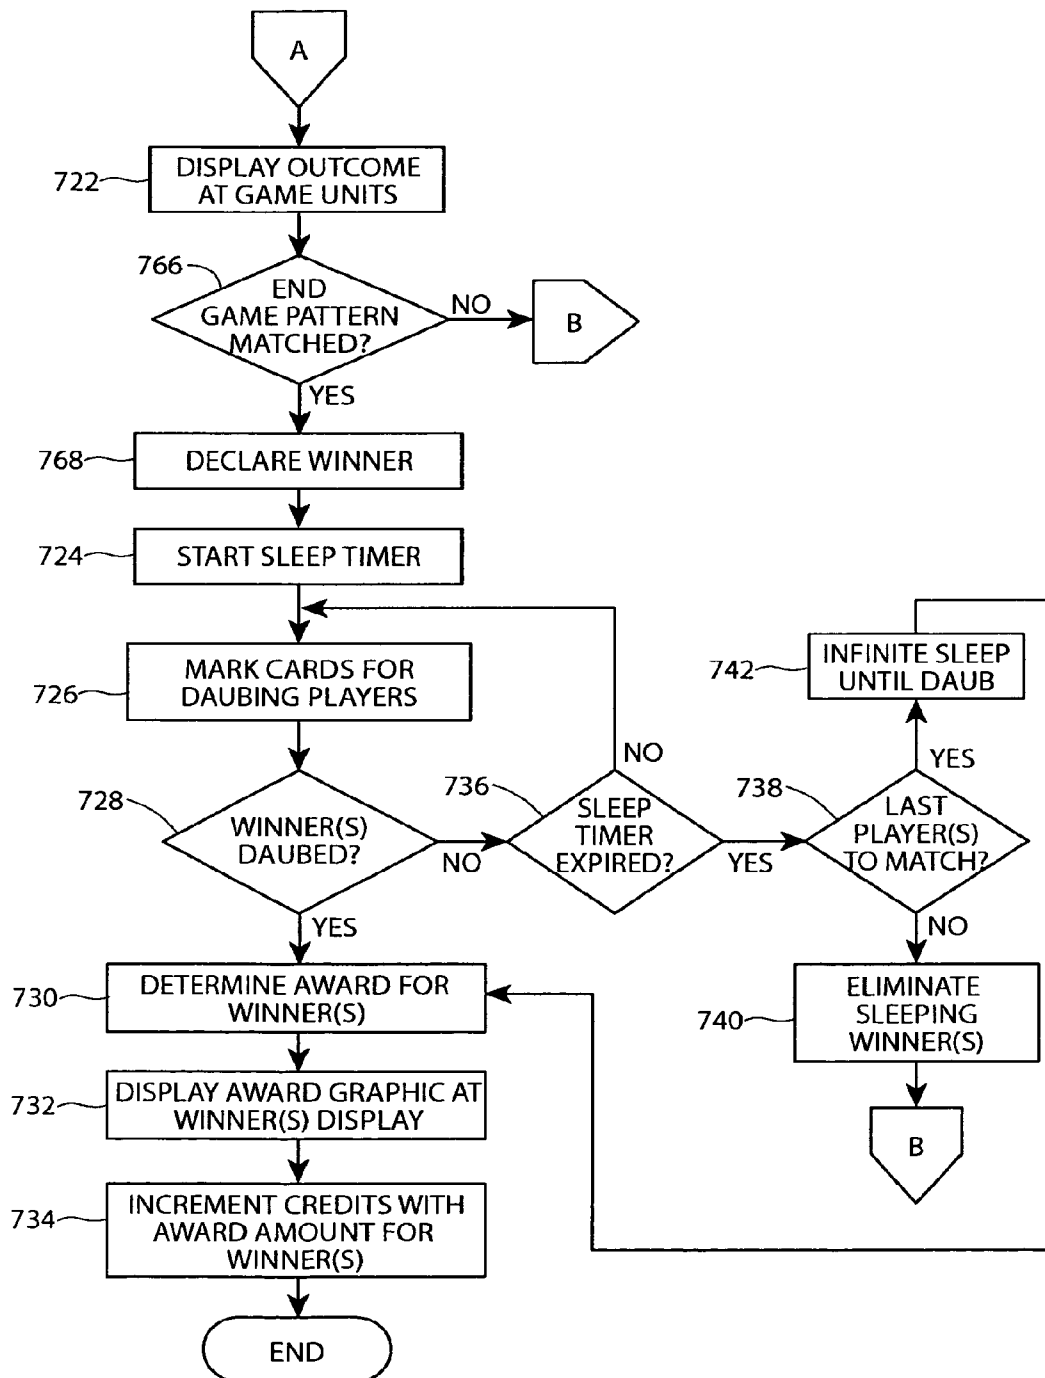 A
722
DISPLAY OUTCOME
AT GAME UNITS
766
END
GAME PATTERN
MATCHED?
NO
B
YES
768
DECLARE WINNER
724
START SLEEP TIMER
726
MARK CARDS FOR
DAUBING PLAYERS
742
INFINITE SLEEP
UNTIL DAUB
728
WINNER(S)
DAUBED?
NO
736
SLEEP
TIMER
EXPIRED?
NO
YES
738
LAST
PLAYER(S)
TO MATCH?
YES
NO
YES
730
DETERMINE AWARD FOR
WINNER(S)
740
ELIMINATE
SLEEPING
WINNER(S)
732
DISPLAY AWARD GRAPHIC AT
WINNER(S) DISPLAY
B
734
INCREMENT CREDITS WITH
AWARD AMOUNT FOR
WINNER(S)
END